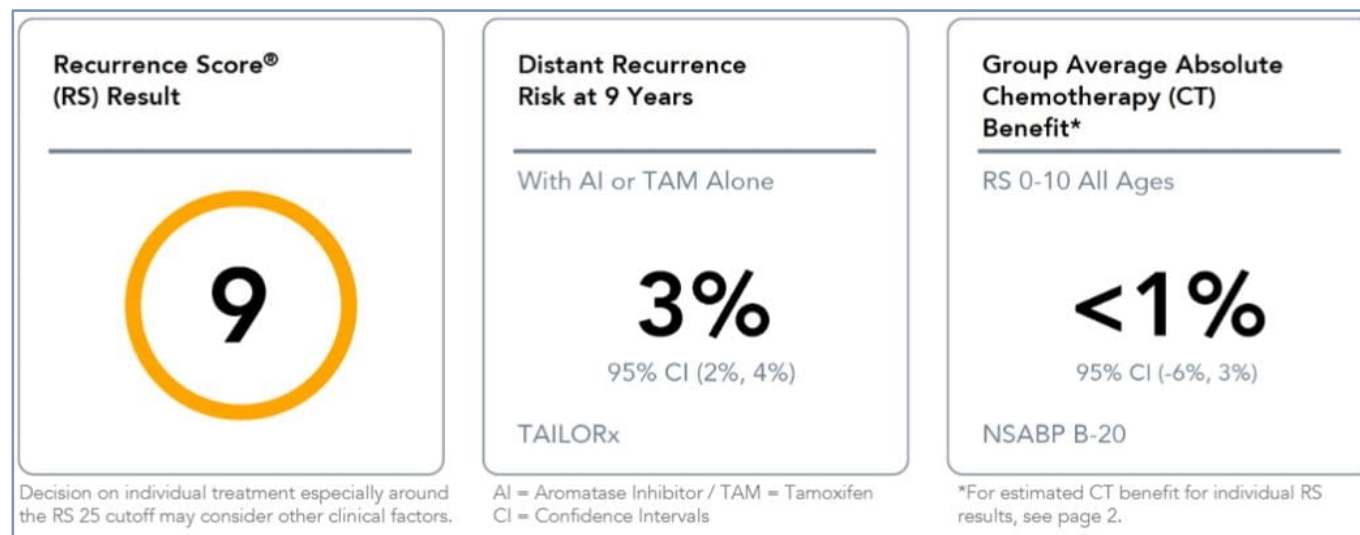 Recurrence Score®
(RS) Result
9
Decision on individual treatment especially around
the RS 25 cutoff may consider other clinical factors.
Distant Recurrence
Risk at 9 Years
With AI or TAM Alone
3%
95% CI (2%, 4%)
TAILORx
AI = Aromatase Inhibitor / TAM = Tamoxifen
CI = Confidence Intervals
Group Average Absolute
Chemotherapy (CT)
Benefit*
RS 0-10 All Ages
<1%
95% CI (-6%, 3%)
NSABP B-20
*For estimated CT benefit for individual RS
results, see page 2.